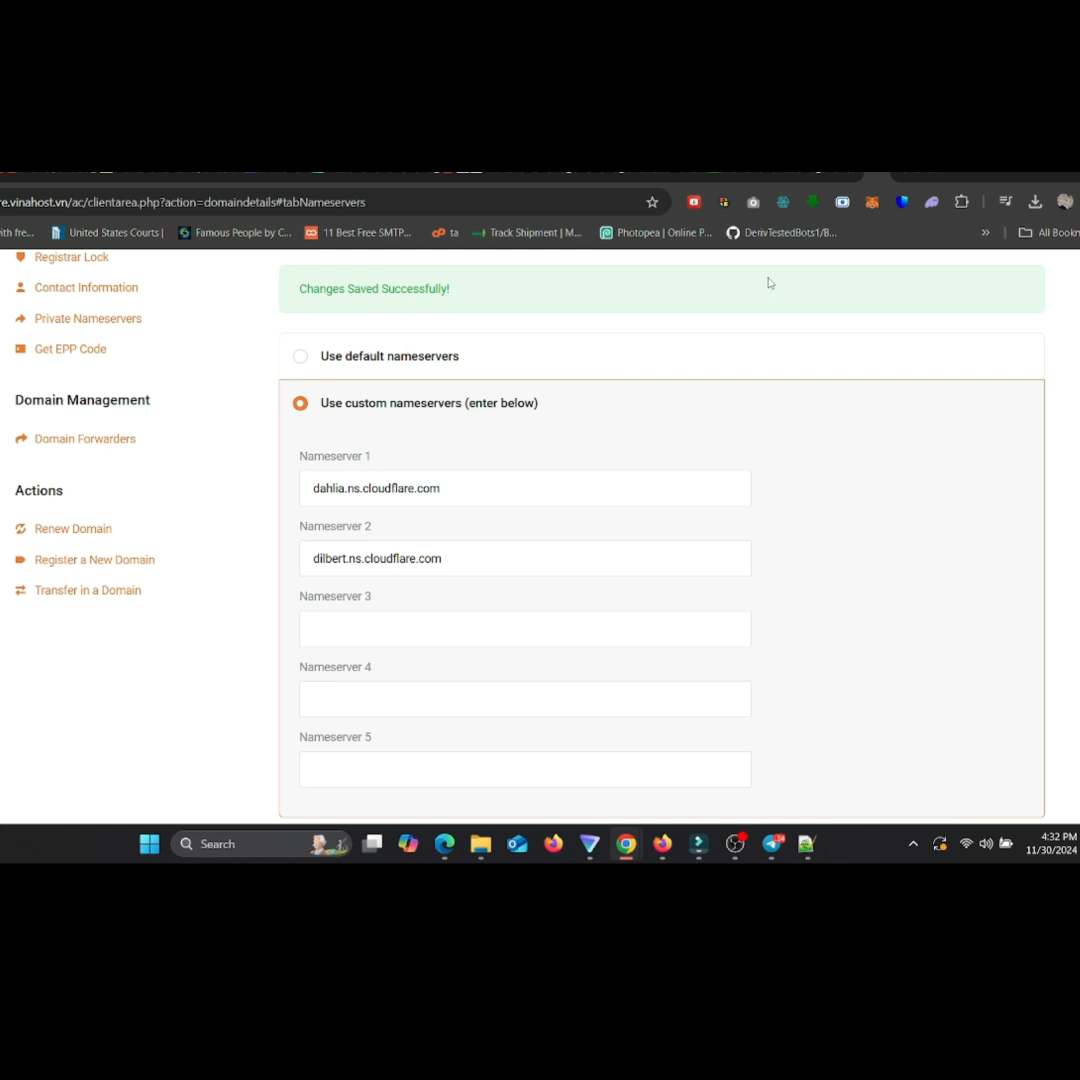 re.vinahost.vn/ac/clientarea.php?action=domaindetails#tabNameservers
ith fre... United States Courts | Famous People by C... 11 Best Free SMTP... ta Track Shipment | M... Photopea | Online P... DerivTestedBots1/B... » All Bookn
Registrar Lock
Contact Information
Private Nameservers
Get EPP Code
Domain Management
Domain Forwarders
Actions
Renew Domain
Register a New Domain
Transfer in a Domain
Changes Saved Successfully!
Use default nameservers
Use custom nameservers (enter below)
Nameserver 1
dahlia.ns.cloudflare.com
Nameserver 2
dilbert.ns.cloudflare.com
Nameserver 3
Nameserver 4
Nameserver 5
Search
4:32 PM
11/30/2024